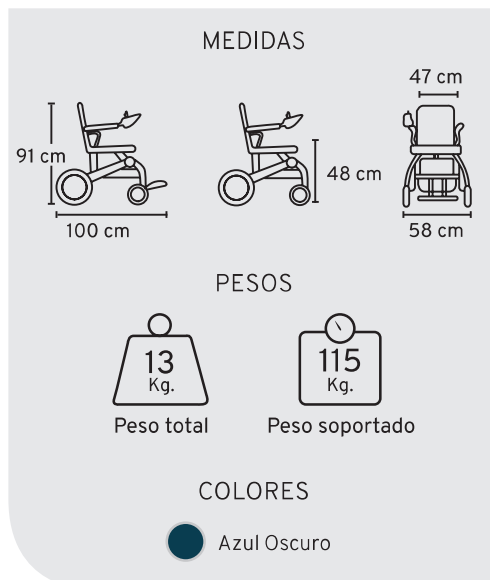 MEDIDAS
47 cm
91 cm
48 cm
100 cm
58 cm
PESOS
13
Kg.
115
Kg.
Peso total
Peso soportado
COLORES
Azul Oscuro